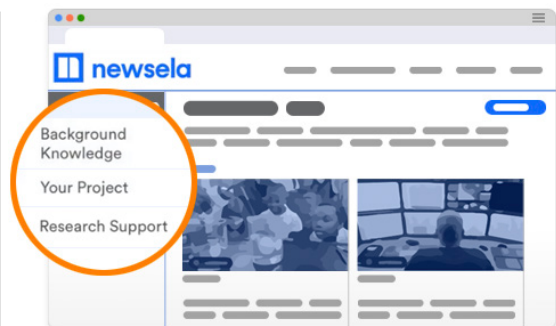 newsela
Background
Knowledge
Your Project
Research Support